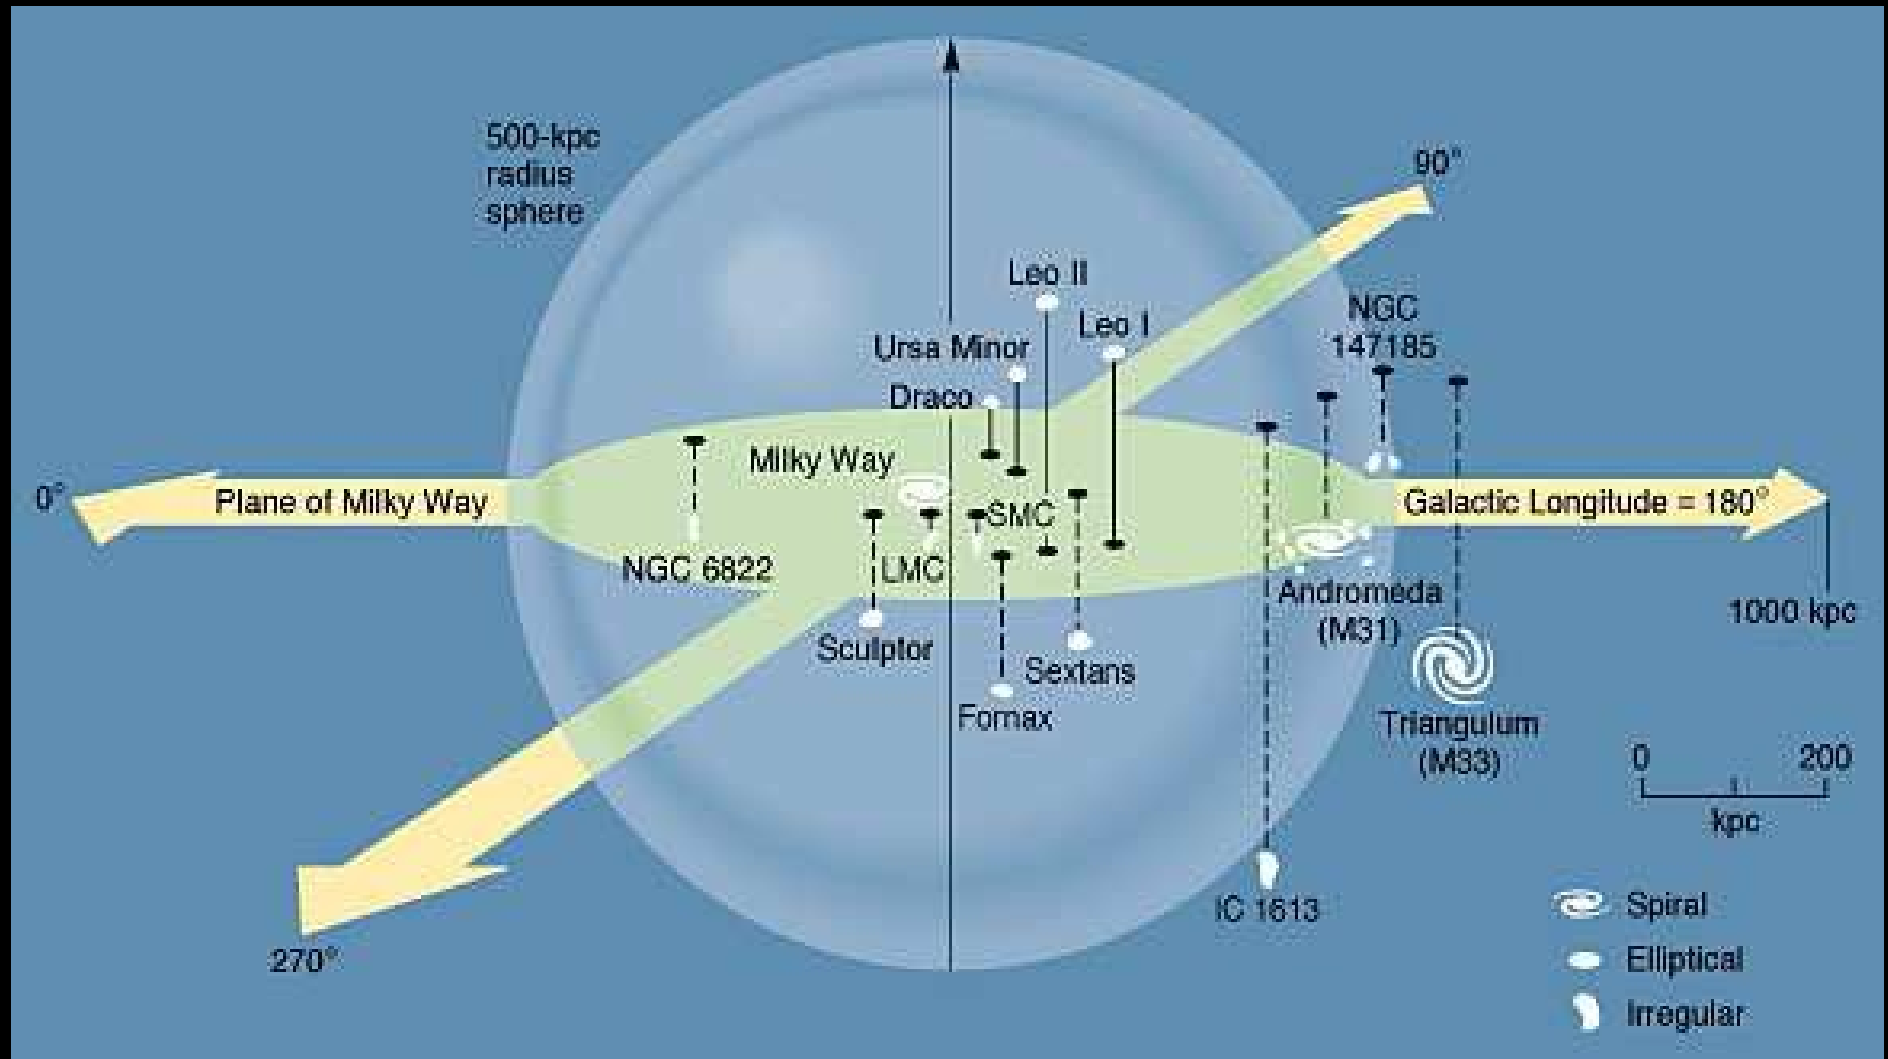 500-kpc
radius
sphere
90°
Leo II
NGC
147185
Leo I
Ursa Minor
Draco
Milky Way
0°
Plane of Milky Way
Galactic Longitude = 180°
SMC
NGC 6822
LMC
Andromeda
(M31)
1000 kpc
Sculptor
Sextans
Fornax
Triangulum
(M33)
0 200
kpc
IC 1613
Spiral
270°
Elliptical
Irregular